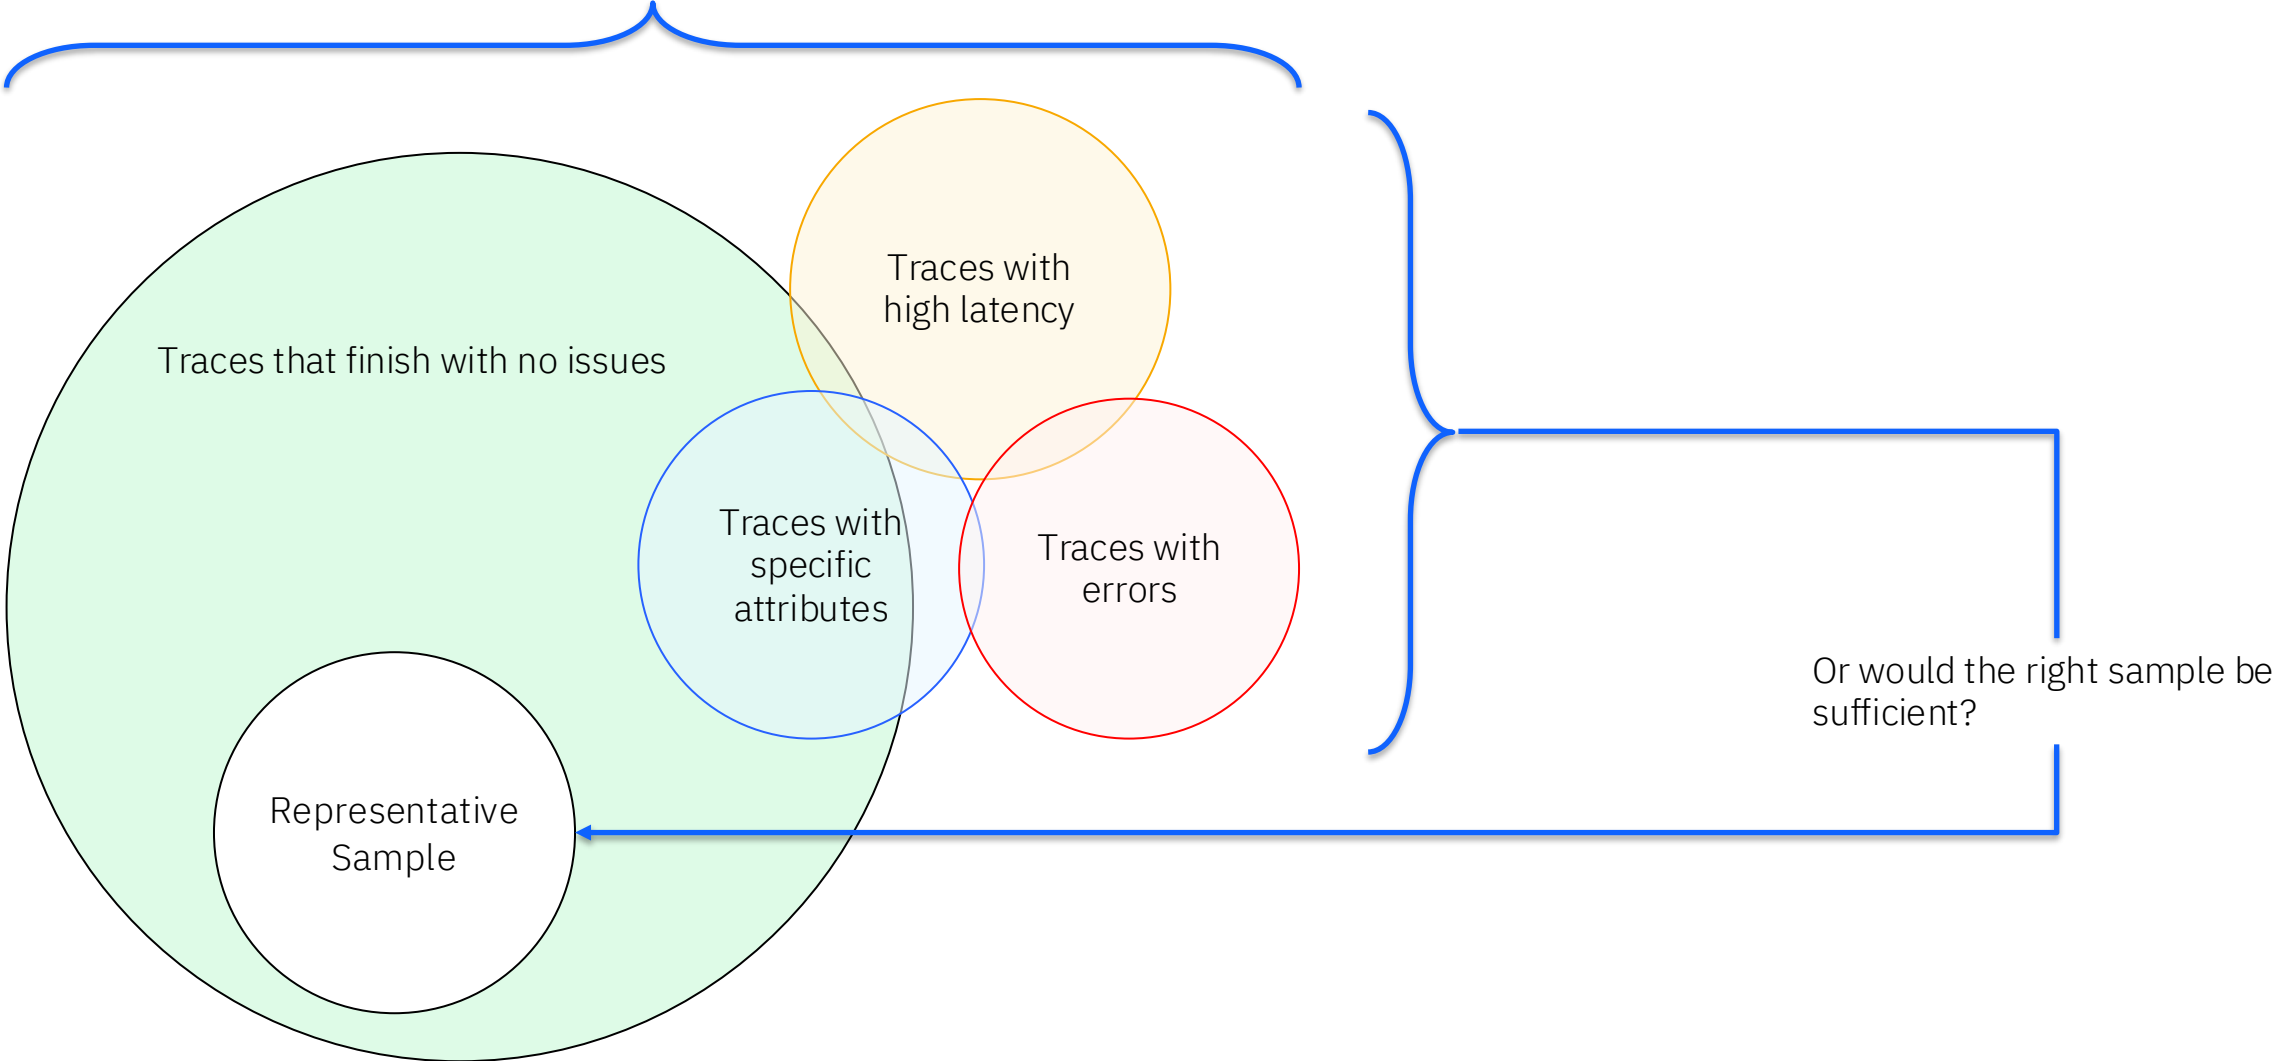 Traces with
high latency
Traces that finish with no issues
Traces with
specific
attributes
Traces with
errors
Or would the right sample be
sufficient?
Representative
Sample